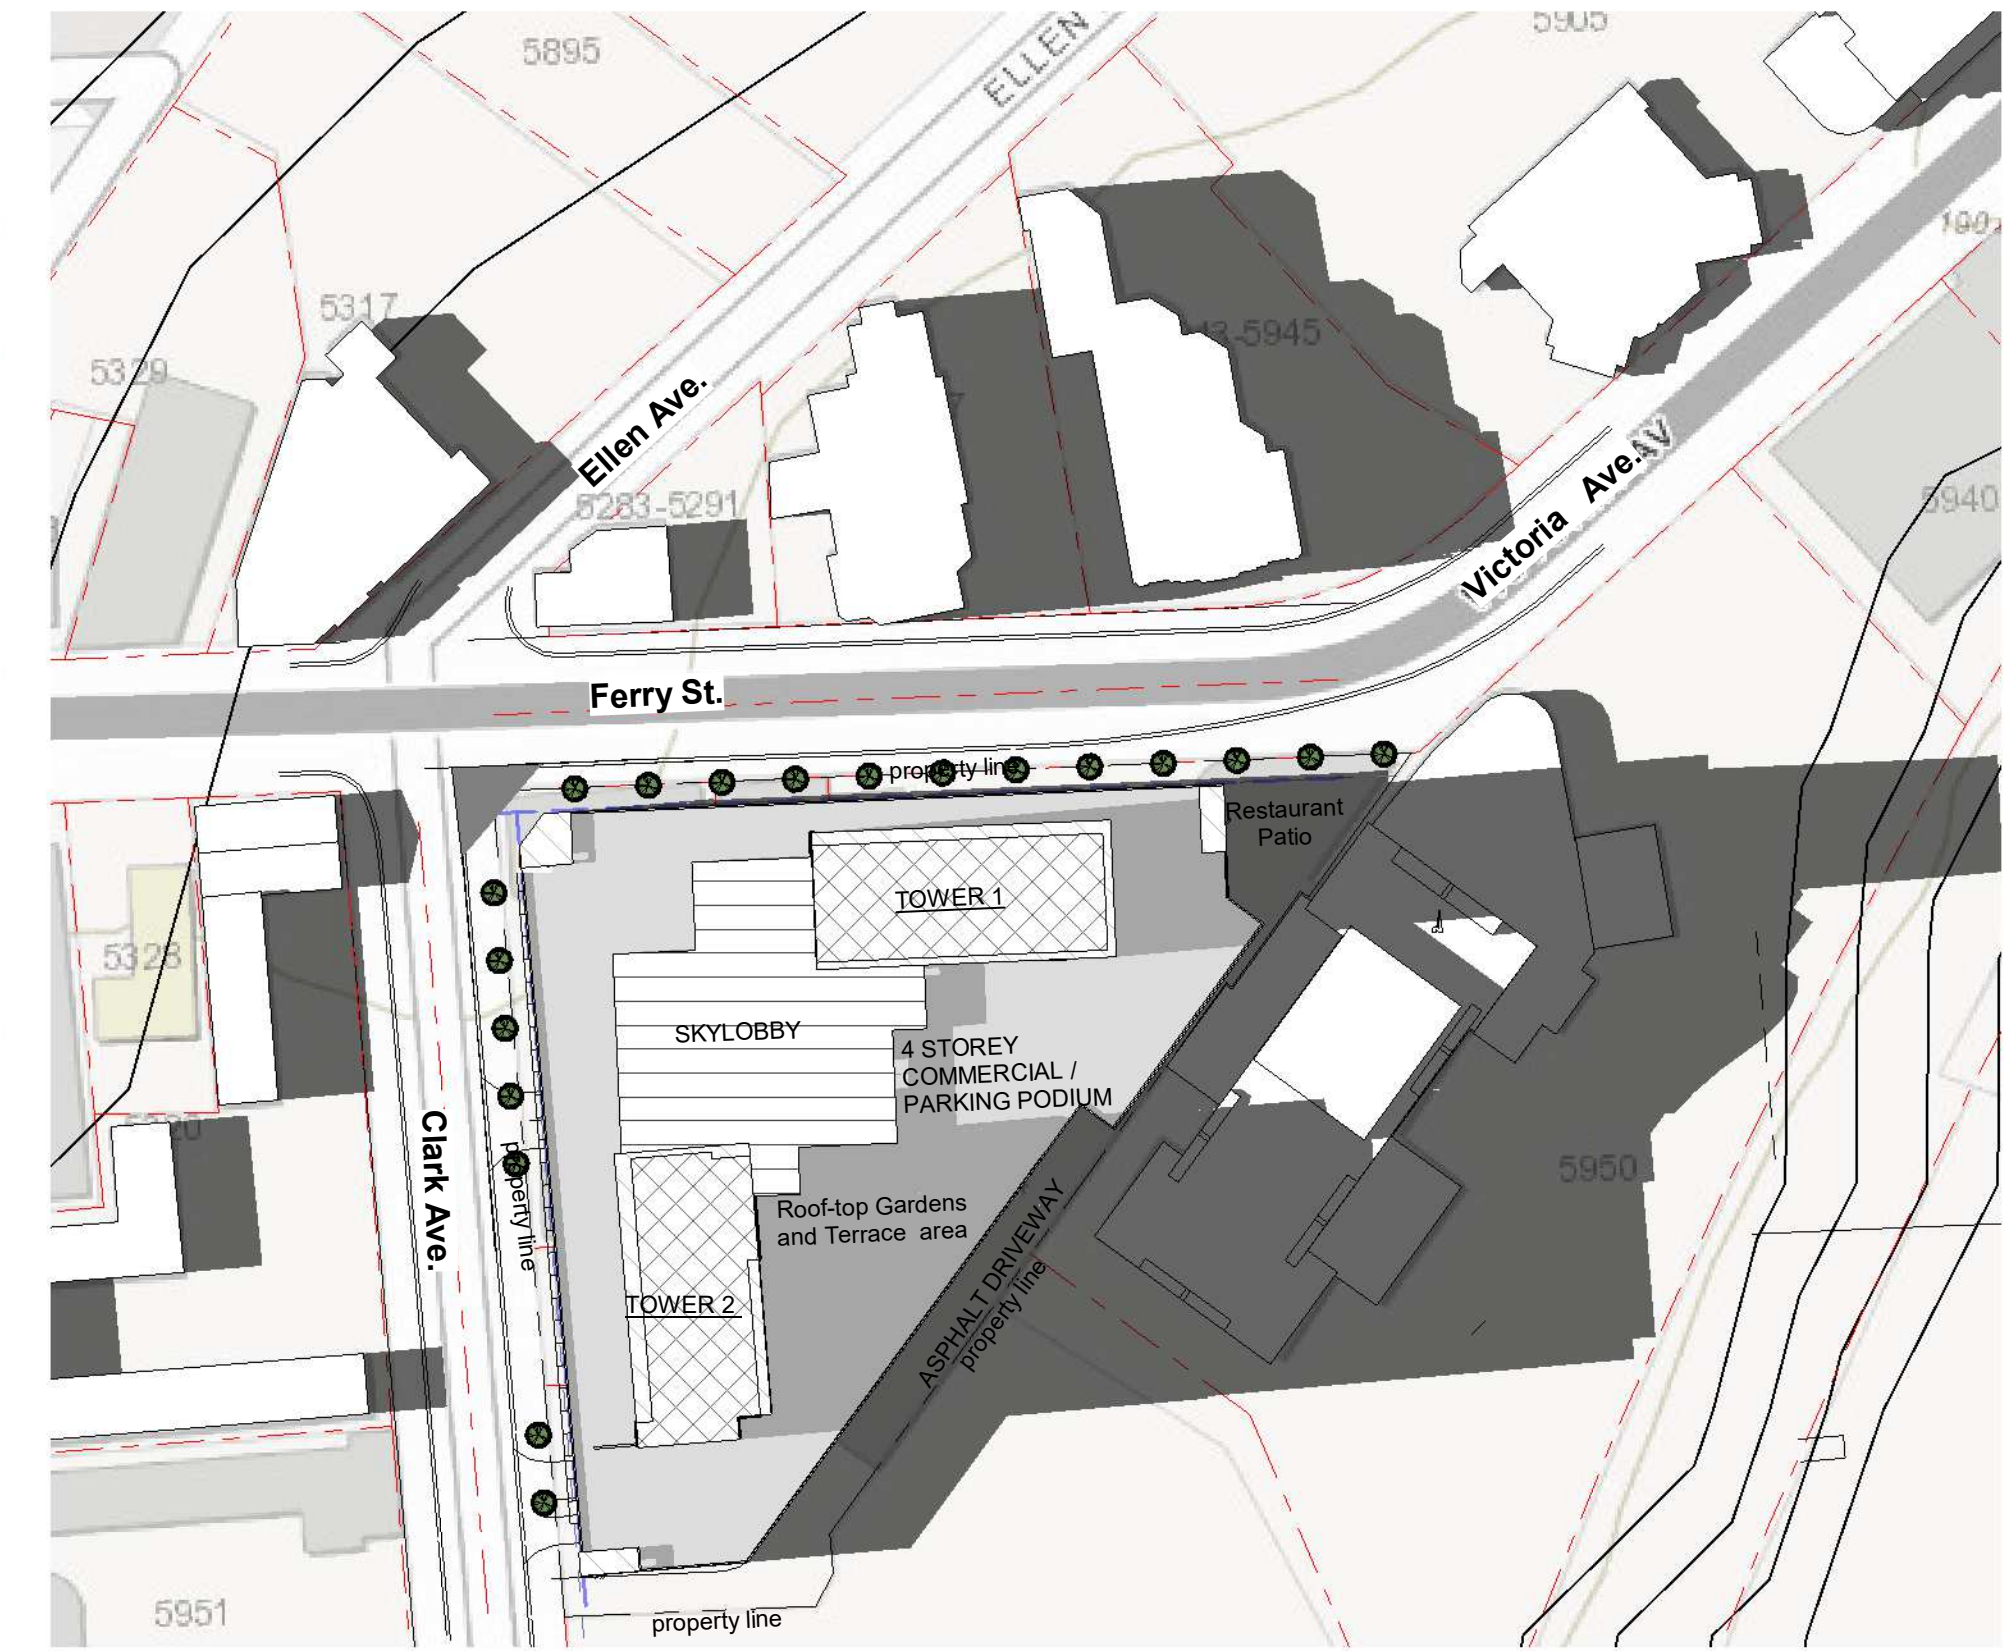 5905
5895
ELLEN
190
5317
-5945
5329
Ellen Ave.
AV
Victoria Ave.
5940
5283-5291
Ferry St.
property line
Restaurant
Patio
TOWER 1
5328
SKYLOBBY
4 STOREY
COMMERCIAL /
PARKING PODIUM
Clark Ave.
property line
5950
Roof-top Gardens
and Terrace area
ASPHALT DRIVEWAY
property line
TOWER 2
5951
property line